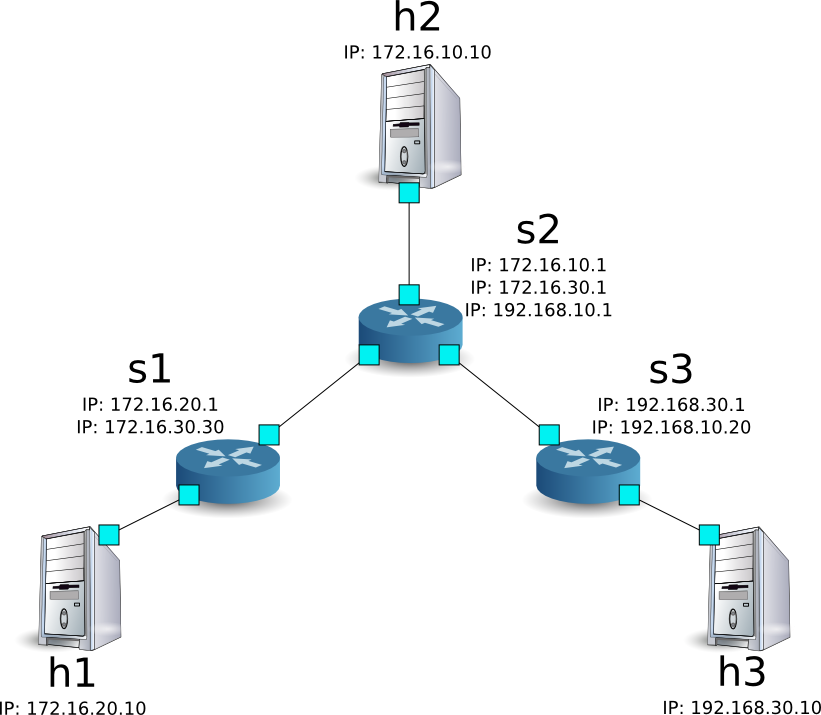 h2
IP: 172.16.10.10
s2
IP: 172.16.10.1
IP: 172.16.30.1
IP: 192.168.10.1
s1
IP: 172.16.20.1
IP: 172.16.30.30
s3
IP: 192.168.30.1
IP: 192.168.10.20
h1
IP: 172.16.20.10
h3
IP: 192.168.30.10